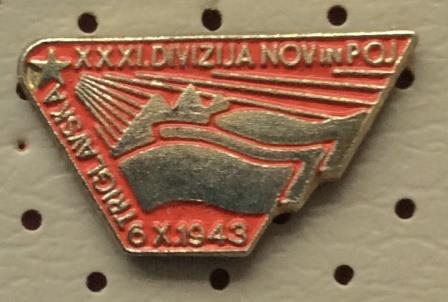 XXXI. DIVIZIJA NOV IN POJ
TRIGLAVSKA
6 X. 1943